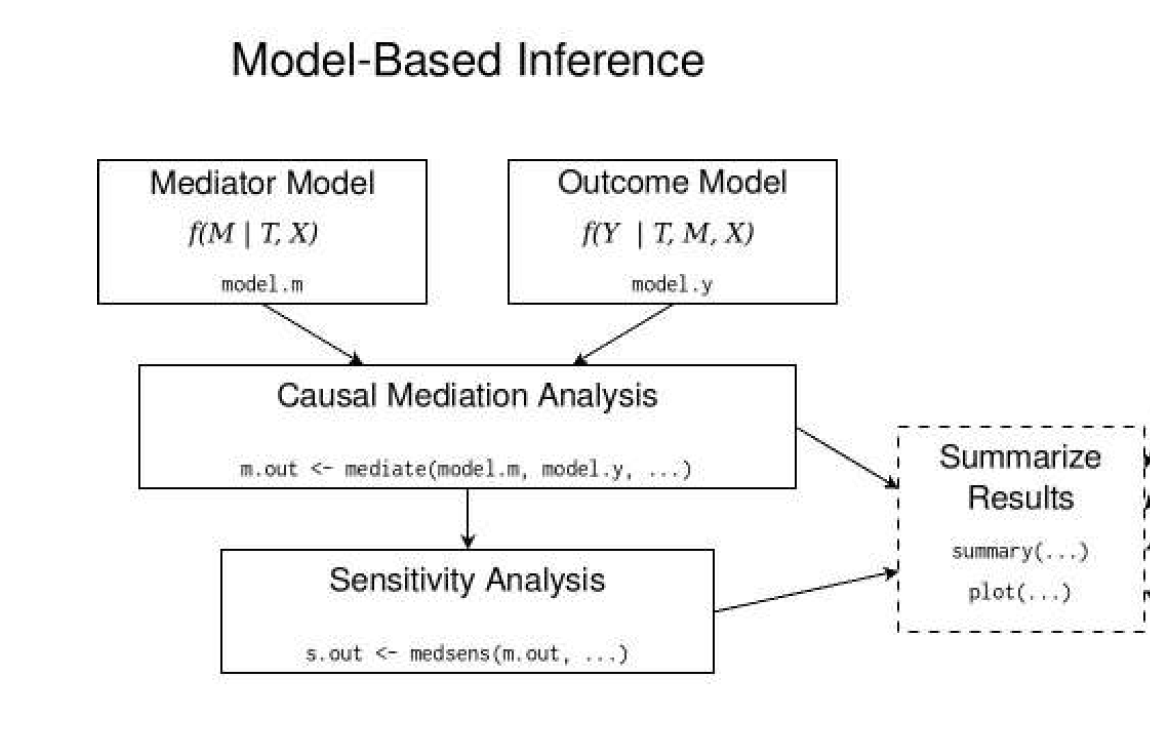 Model-Based Inference
Mediator Model
f(M | T, X)
model.m
Outcome Model
f(Y | T, M, X)
model.y
Causal Mediation Analysis
m.out <- mediate(model.m, model.y, ...)
Summarize
Results
summary(...)
plot(...)
Sensitivity Analysis
s.out <- medsens(m.out, ...)